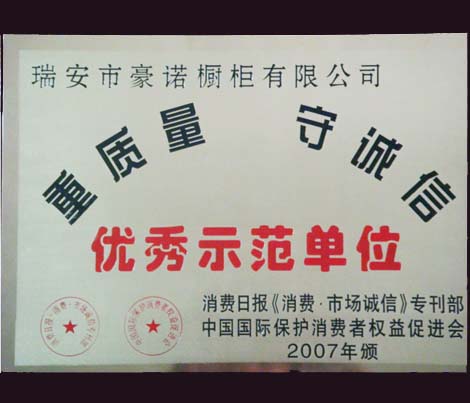 瑞安市豪诺橱柜有限公司
重质量 守诚信
优秀示范单位
消费日报《消费·市场诚信》专刊部
中国国际保护消费者权益促进会
2007年颁